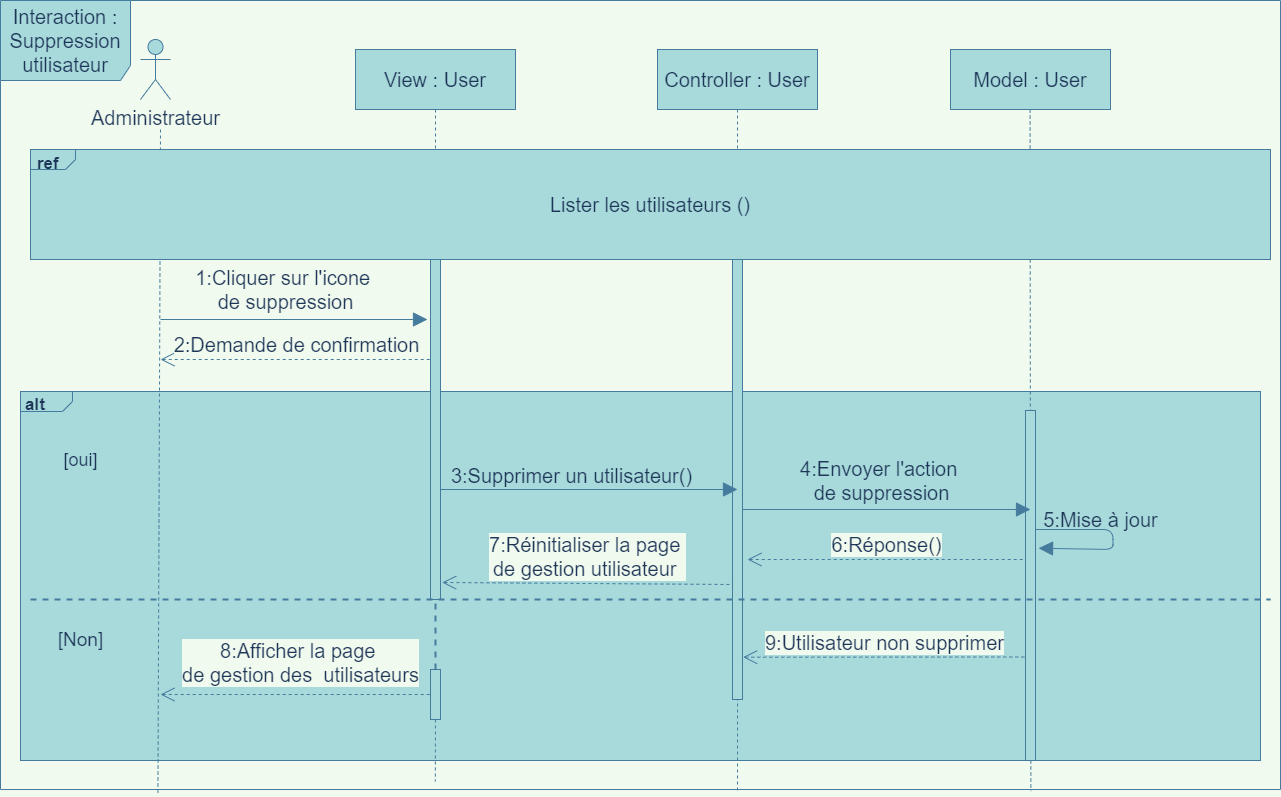 Interaction :
Suppression
utilisateur
Administrateur
View : User
Controller : User
Model : User
ref
Lister les utilisateurs ()
1:Cliquer sur l'icone
de suppression
2:Demande de confirmation
alt
[oui]
3:Supprimer un utilisateur()
4:Envoyer l'action
de suppression
5:Mise à jour
6:Réponse()
7:Réinitialiser la page
de gestion utilisateur
[Non]
8:Afficher la page
de gestion des  utilisateurs
9:Utilisateur non supprimer